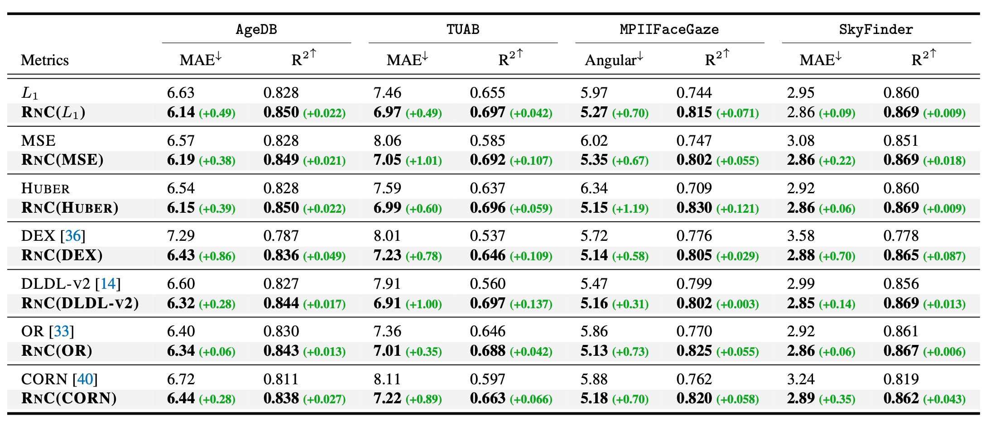 AgeDB TUAB MPIIFaceGaze SkyFinder
Metrics MAE↓ R²↑ MAE↓ R²↑ Angular↓ R²↑ MAE↓ R²↑
L₁ 6.63 0.828 7.46 0.655 5.97 0.744 2.95 0.860
RNC(L₁) 6.14 (+0.49) 0.850 (+0.022) 6.97 (+0.49) 0.697 (+0.042) 5.27 (+0.70) 0.815 (+0.071) 2.86 (+0.09) 0.869 (+0.009)
MSE 6.57 0.828 8.06 0.585 6.02 0.747 3.08 0.851
RNC(MSE) 6.19 (+0.38) 0.849 (+0.021) 7.05 (+1.01) 0.692 (+0.107) 5.35 (+0.67) 0.802 (+0.055) 2.86 (+0.22) 0.869 (+0.018)
HUBER 6.54 0.828 7.59 0.637 6.34 0.709 2.92 0.860
RNC(HUBER) 6.15 (+0.39) 0.850 (+0.022) 6.99 (+0.60) 0.696 (+0.059) 5.15 (+1.19) 0.830 (+0.121) 2.86 (+0.06) 0.869 (+0.009)
DEX [36] 7.29 0.787 8.01 0.537 5.72 0.776 3.58 0.778
RNC(DEX) 6.43 (+0.86) 0.836 (+0.049) 7.23 (+0.78) 0.646 (+0.109) 5.14 (+0.58) 0.805 (+0.029) 2.88 (+0.70) 0.865 (+0.087)
DLDL-V2 [14] 6.60 0.827 7.91 0.560 5.47 0.799 2.99 0.856
RNC(DLDL-V2) 6.32 (+0.28) 0.844 (+0.017) 6.91 (+1.00) 0.697 (+0.137) 5.16 (+0.31) 0.802 (+0.003) 2.85 (+0.14) 0.869 (+0.013)
OR [33] 6.40 0.830 7.36 0.646 5.86 0.770 2.92 0.861
RNC(OR) 6.34 (+0.06) 0.843 (+0.013) 7.01 (+0.35) 0.688 (+0.042) 5.13 (+0.73) 0.825 (+0.055) 2.86 (+0.06) 0.867 (+0.006)
CORN [40] 6.72 0.811 8.11 0.597 5.88 0.762 3.24 0.819
RNC(CORN) 6.44 (+0.28) 0.838 (+0.027) 7.22 (+0.89) 0.663 (+0.066) 5.18 (+0.70) 0.820 (+0.058) 2.89 (+0.35) 0.862 (+0.043)